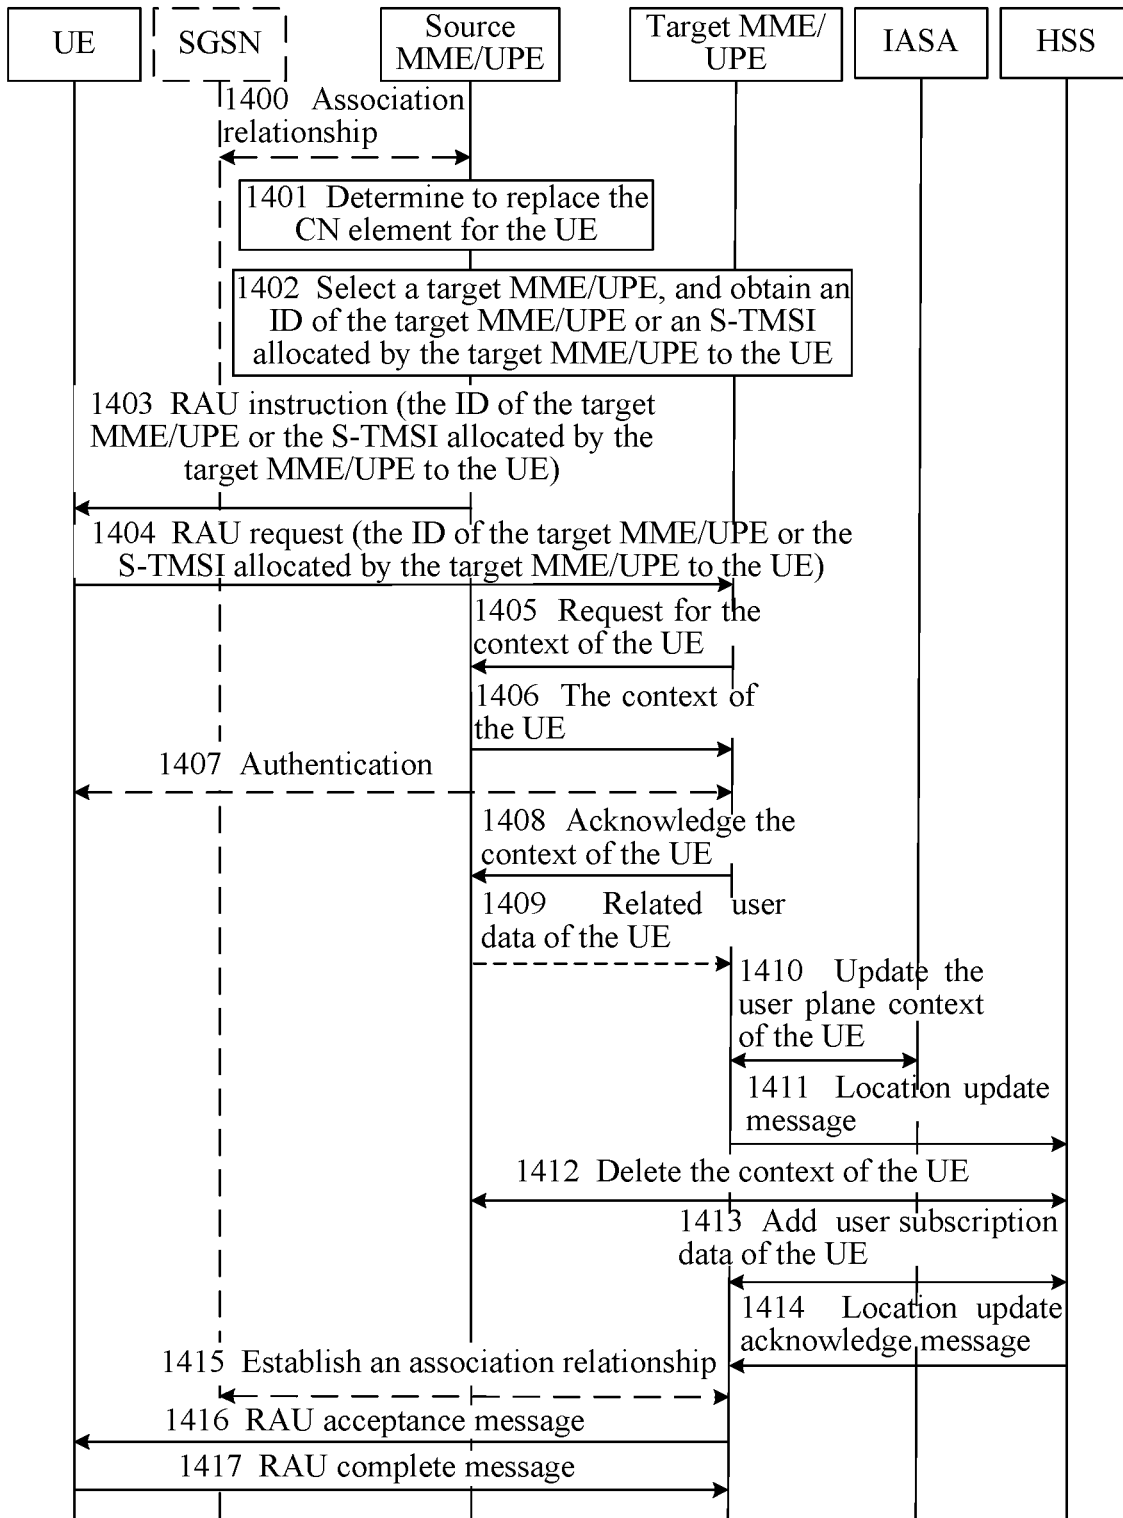 UE
SGSN
Source
MME/UPE
Target MME/
UPE
IASA
HSS
1400 Association
relationship
1401 Determine to replace the
CN element for the UE
1402 Select a target MME/UPE, and obtain an
ID of the target MME/UPE or an S-TMSI
allocated by the target MME/UPE to the UE
1403 RAU instruction (the ID of the target
MME/UPE or the S-TMSI allocated by the
target MME/UPE to the UE)
1404 RAU request (the ID of the target MME/UPE or the
S-TMSI allocated by the target MME/UPE to the UE)
1405 Request for the
context of the UE
1406 The context of
the UE
1407 Authentication
1408 Acknowledge the
context of the UE
1409 Related user
data of the UE
1410 Update the
user plane context
of the UE
1411 Location update
message
1412 Delete the context of the UE
1413 Add user subscription
data of the UE
1414 Location update
acknowledge message
1415 Establish an association relationship
1416 RAU acceptance message
1417 RAU complete message